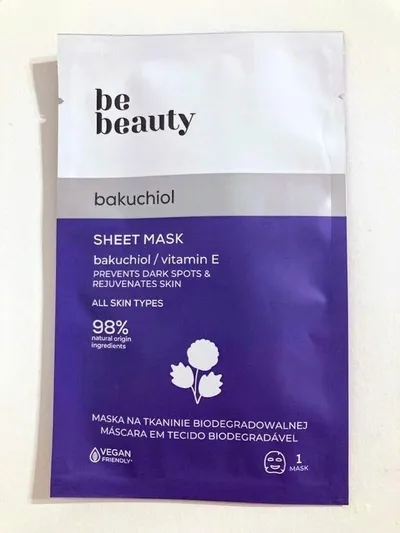 be
beauty
bakuchiol
SHEET MASK
bakuchiol / vitamin E
PREVENTS DARK SPOTS &
REJUVENATES SKIN
ALL SKIN TYPES
98%
natural origin
ingredients
MASKA NA TKANINIE BIODEGRADOWALNEJ
MÁSCARA EM TECIDO BIODEGRADÁVEL
VEGAN
FRIENDLY*
1
MASK